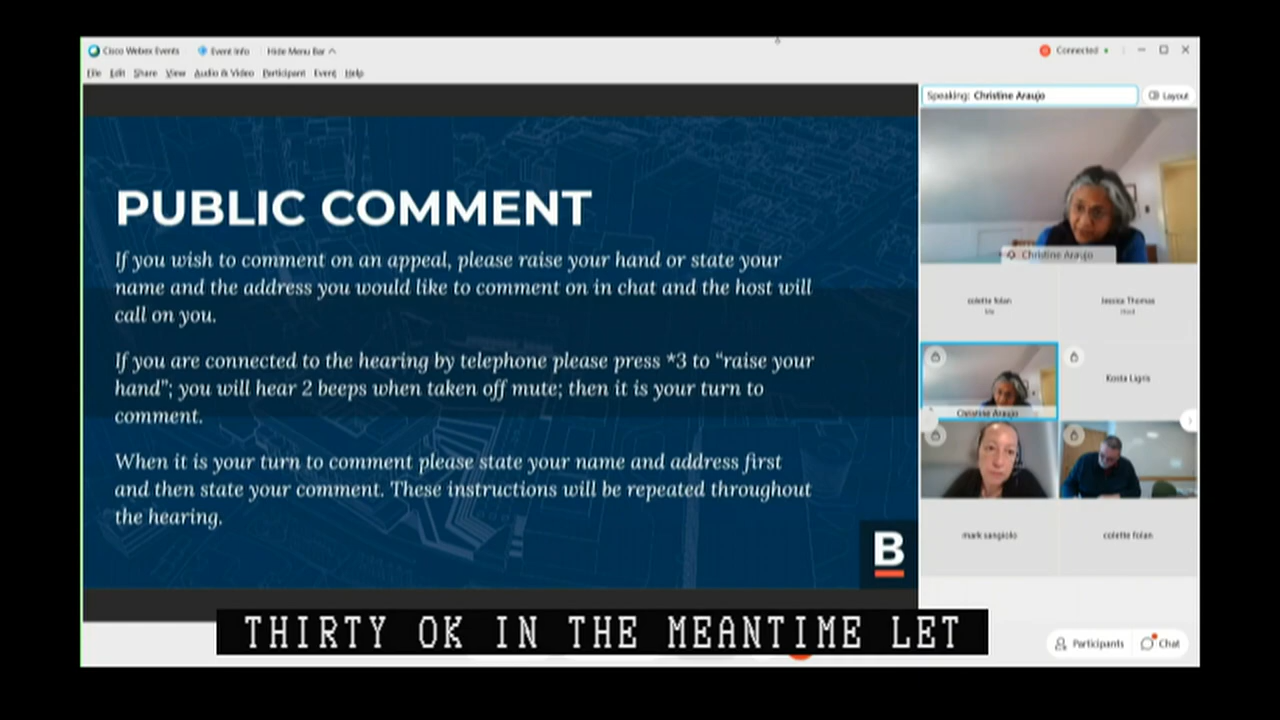 Cisco Webex Events Event Info Hide Menu Bar Connected
File Edit Share View Audio & Video Participant Event Help
Speaking: Christine Araujo Layout
PUBLIC COMMENT
If you wish to comment on an appeal, please raise your hand or state your
name and the address you would like to comment on in chat and the host will
call on you.
If you are connected to the hearing by telephone please press *3 to “raise your
hand”; you will hear 2 beeps when taken off mute; then it is your turn to
comment.
When it is your turn to comment please state your name and address first
and then state your comment. These instructions will be repeated throughout
the hearing.
B
Christine Araujo
colette folan
Me
Jessica Thomas
Host
Christine Araujo
Kosta Ligris
mark sangiolo
colette folan
THIRTY OK IN THE MEANTIME LET
Participants Chat